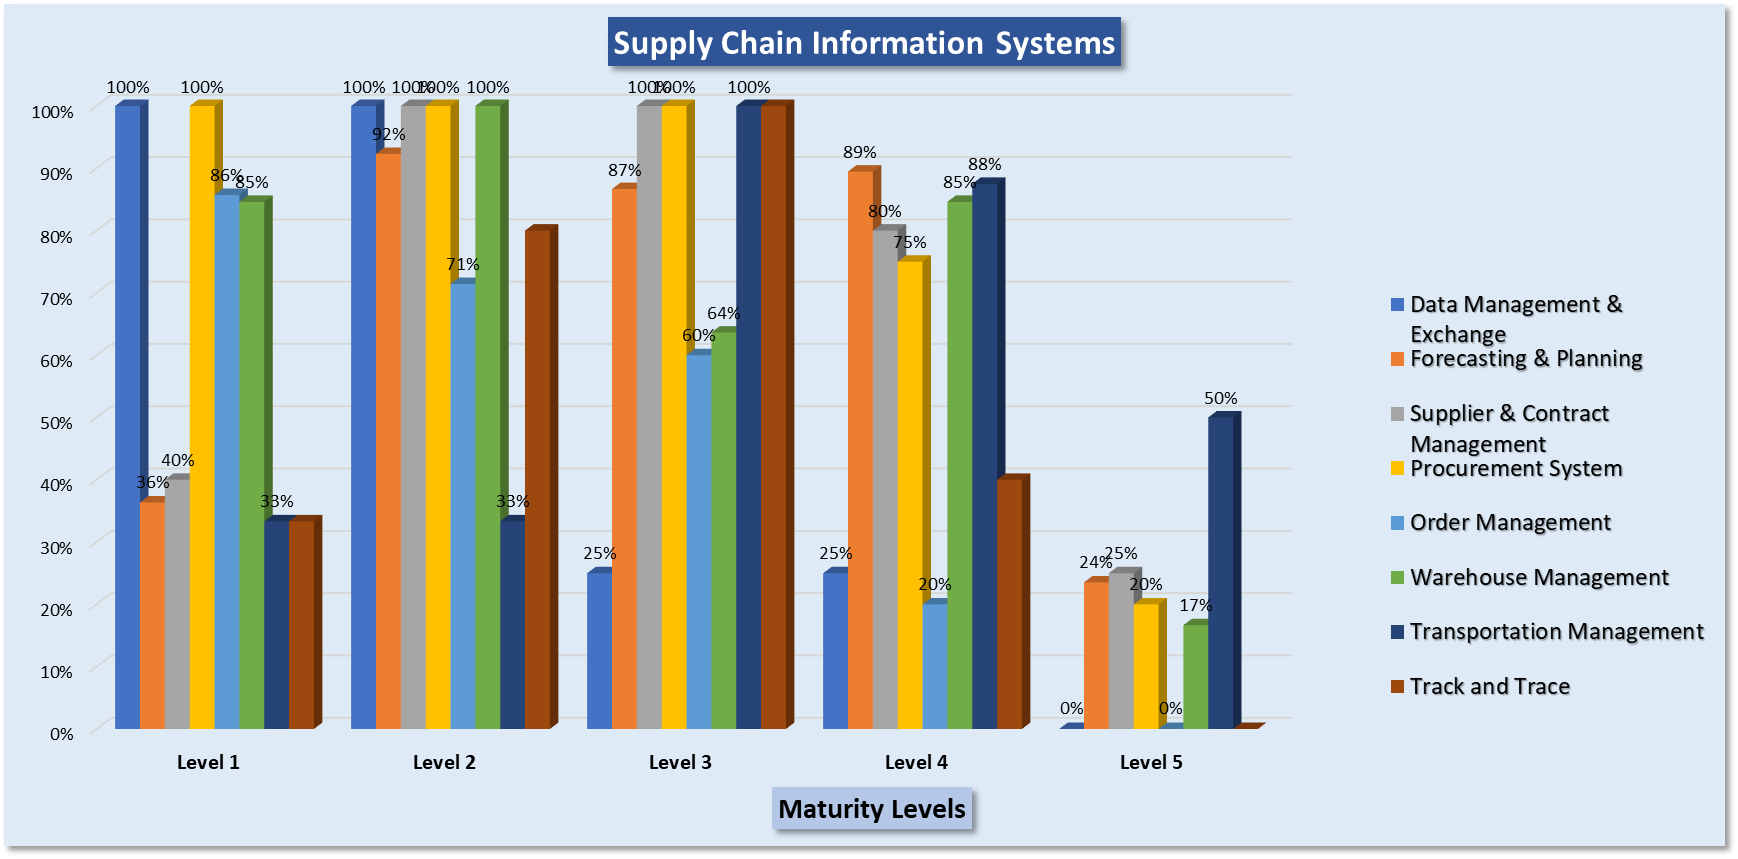 Supply Chain Information Systems
100%
90%
80%
70%
60%
50%
40%
30%
20%
10%
0%
100%
36%
40%
100%
86%
85%
33%
100%
92%
100%
100%
71%
100%
33%
25%
87%
100%
100%
60%
64%
100%
25%
89%
80%
75%
20%
85%
88%
0%
24%
25%
20%
0%
17%
50%
Level 1
Level 2
Level 3
Level 4
Level 5
Maturity Levels
Data Management &
Exchange
Forecasting & Planning
Supplier & Contract
Management
Procurement System
Order Management
Warehouse Management
Transportation Management
Track and Trace